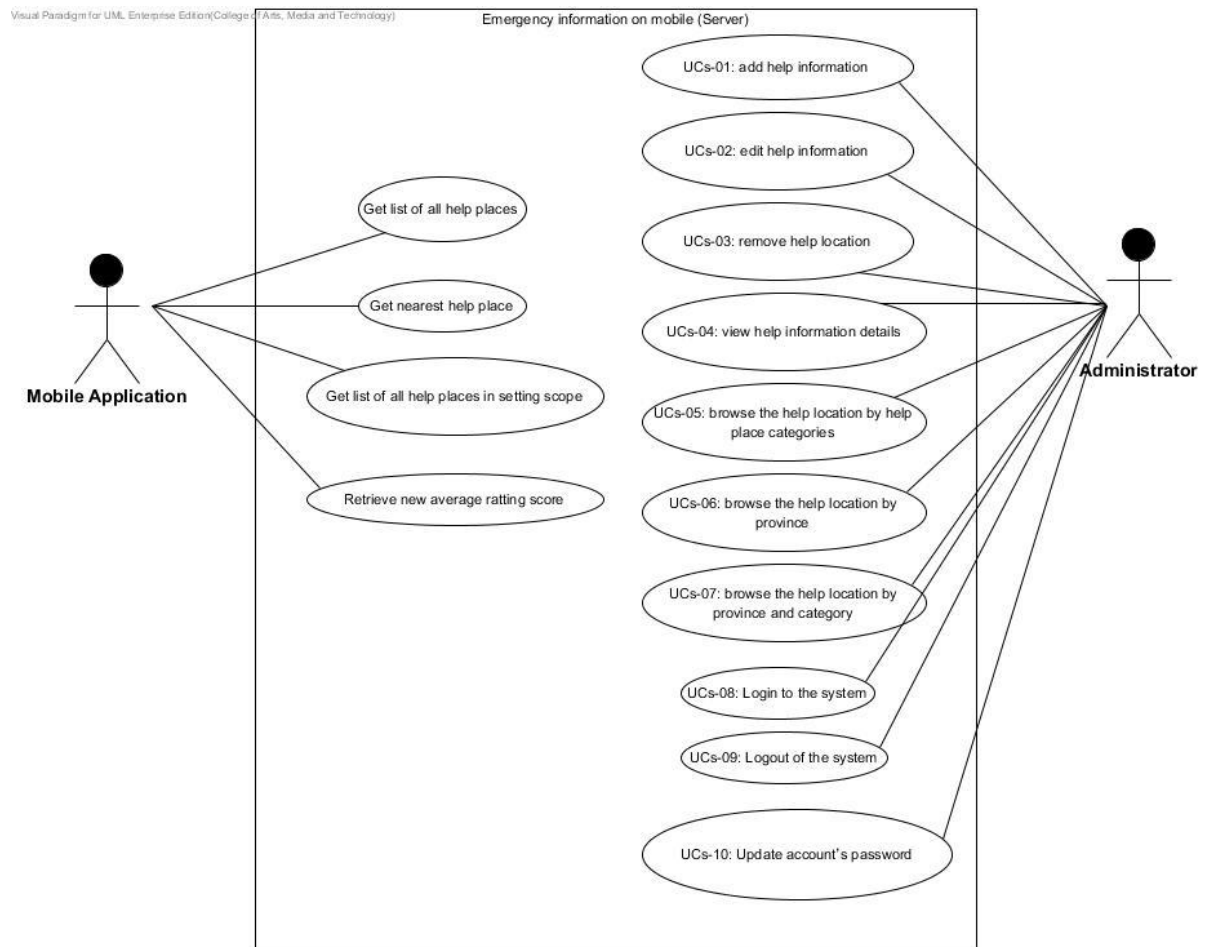 Visual Paradigm for UML Enterprise Edition(College of Arts, Media and Technology)
Emergency information on mobile (Server)
UCs-01: add help information
UCs-02: edit help information
Get list of all help places
UCs-03: remove help location
Get nearest help place
UCs-04: view help information details
Mobile Application
Administrator
Get list of all help places in setting scope
UCs-05: browse the help location by help
place categories
Retrieve new average ratting score
UCs-06: browse the help location by
province
UCs-07: browse the help location by
province and category
UCs-08: Login to the system
UCs-09: Logout of the system
UCs-10: Update account's password